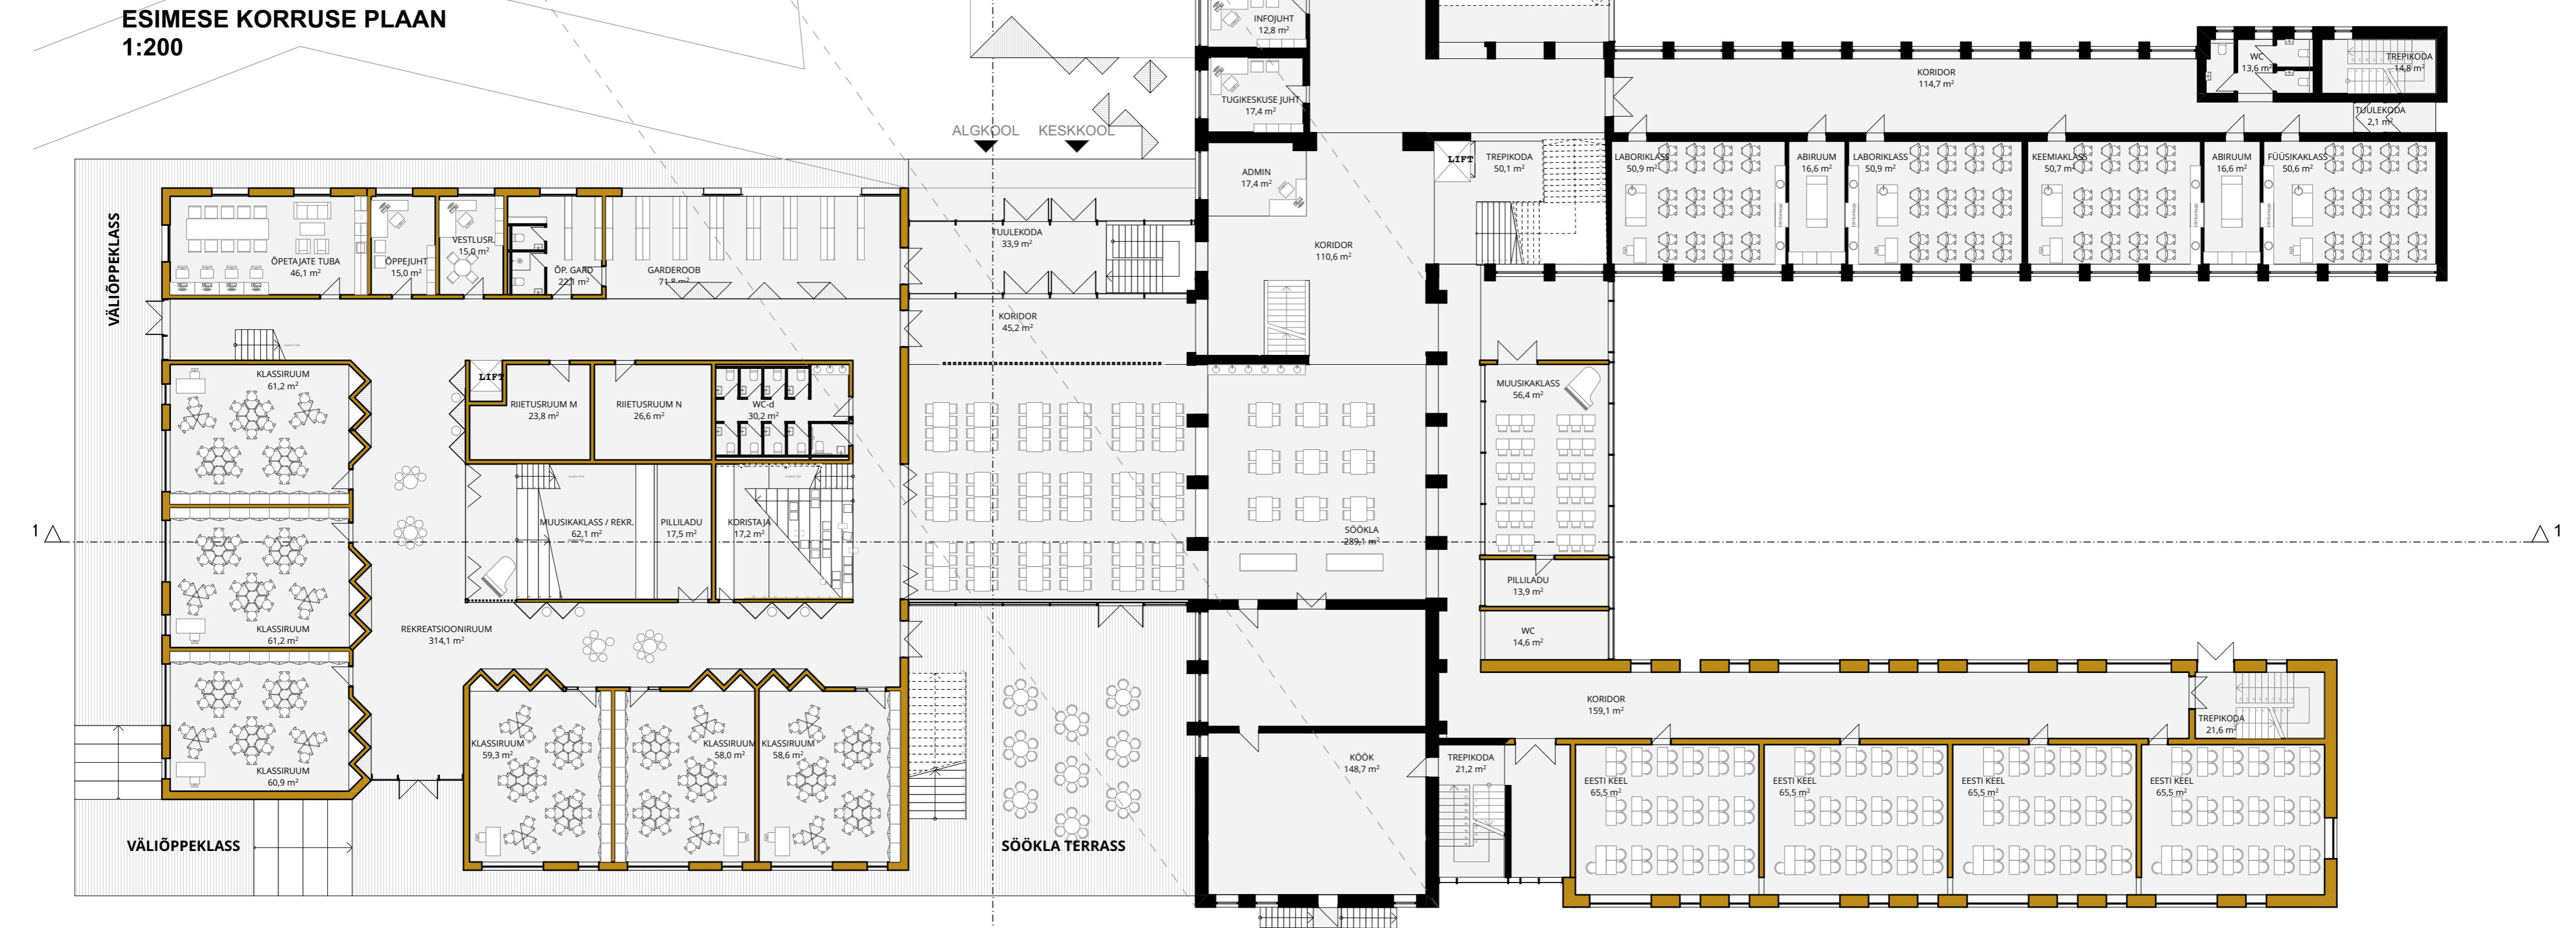 ESIMESE KORRUSE PLAAN
1:200
INFOJUHT
12,8 m²
TUGIKESKUSE JUHT
17,4 m²
ALGKOOL
KESKKOOL
ADMIN
17,4 m²
LIFT
TREPIKODA
50,1 m²
KORIDOR
114,7 m²
WC
13,6 m²
TREPIKODA
14,8 m²
TUULEKODA
2,1 m²
LABORIKLASS
50,9 m²
ABIRUUM
16,6 m²
LABORIKLASS
50,9 m²
KEEMIAKLASS
50,7 m²
ABIRUUM
16,6 m²
FÜÜSIKAKLASS
50,6 m²
VÄLIÕPPEKLASS
ÕPETAJATE TUBA
46,1 m²
ÕPPEJUHT
15,0 m²
VESTLUSR.
15,0 m²
ÕP. GARD
22,1 m²
GARDEROOB
71,8 m²
TUULEKODA
33,9 m²
KORIDOR
110,6 m²
KORIDOR
45,2 m²
KLASSIRUUM
61,2 m²
LIFT
RIIETUSRUUM M
23,8 m²
RIIETUSRUUM N
26,6 m²
WC-d
30,2 m²
MUUSIKAKLASS
56,4 m²
MUUSIKAKLASS / REKR.
62,1 m²
PILLILADU
17,5 m²
KORISTAJA
17,2 m²
SÖÖKLA
289,1 m²
1
1
PILLILADU
13,9 m²
WC
14,6 m²
KLASSIRUUM
61,2 m²
REKREATSIOONIRUUM
314,1 m²
KORIDOR
159,1 m²
TREPIKODA
21,6 m²
KLASSIRUUM
60,9 m²
KLASSIRUUM
59,3 m²
KLASSIRUUM
58,0 m²
KLASSIRUUM
58,6 m²
KÖÖK
148,7 m²
TREPIKODA
21,2 m²
EESTI KEEL
65,5 m²
EESTI KEEL
65,5 m²
EESTI KEEL
65,5 m²
EESTI KEEL
65,5 m²
VÄLIÕPPEKLASS
SÖÖKLA TERRASS